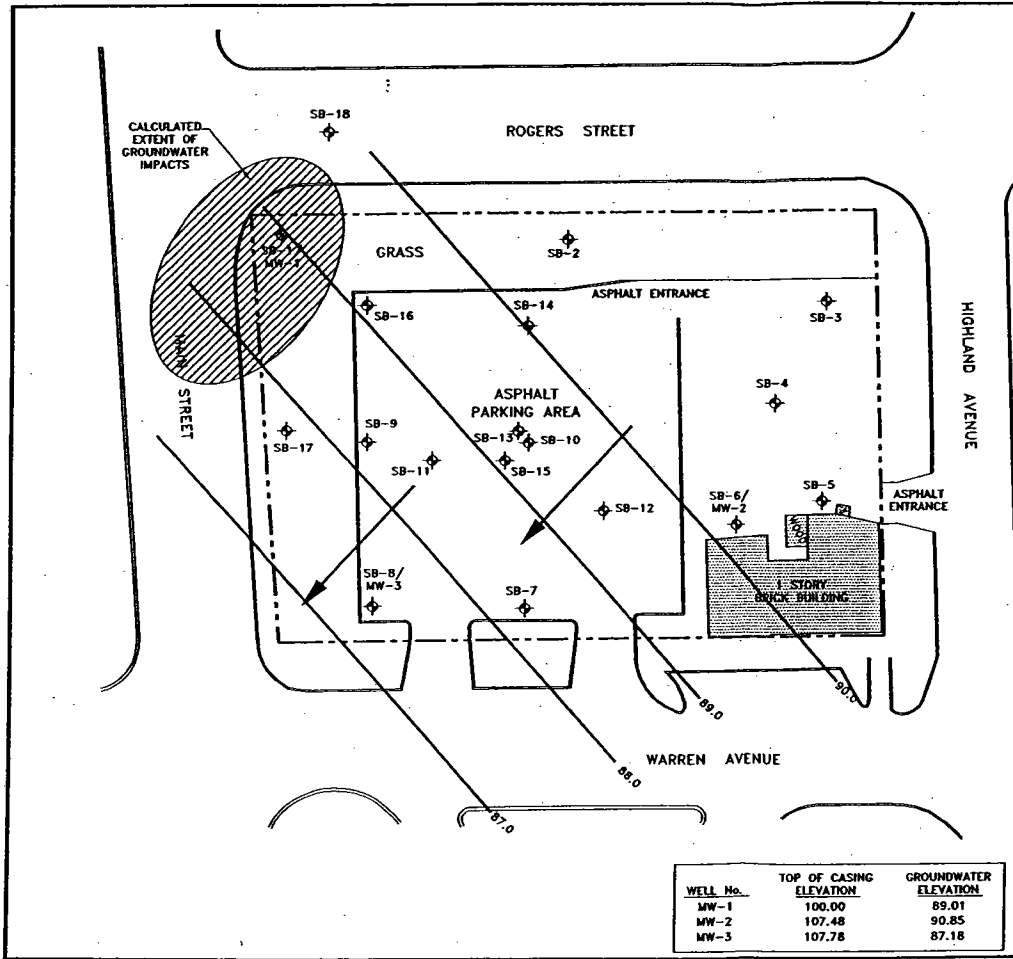 SB-18
ROGERS STREET
CALCULATED
EXTENT OF
GROUNDWATER
IMPACTS
SB-1
MW-1
GRASS
SB-2
ASPHALT ENTRANCE
SB-16
SB-14
SB-3
HIGHLAND AVENUE
MAIN STREET
SB-4
ASPHALT
PARKING AREA
SB-17
SB-9
SB-13
SB-10
SB-11
SB-15
SB-5
SB-6/
MW-2
ASPHALT
ENTRANCE
SB-12
SB-8/
MW-3
SB-7
1 STORY
BRICK BUILDING
90.0
89.0
88.0
87.0
WARREN AVENUE
WELL No. TOP OF CASING ELEVATION GROUNDWATER ELEVATION
MW-1 100.00 89.01
MW-2 107.48 90.85
MW-3 107.78 87.18